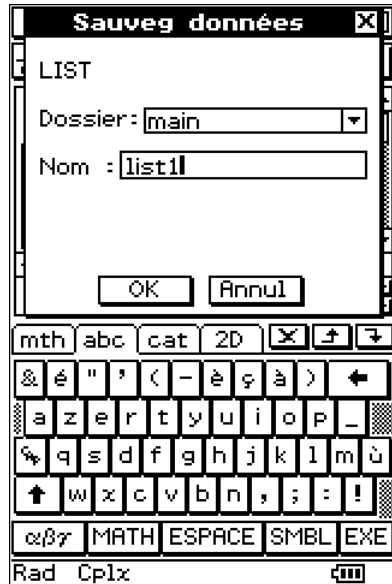 Sauveg données
LIST
Dossier: main
Nom : list1
OK Annul
mth abc cat 2D
& é " ' ( - è ç à )
a z e r t y u i o p _
q s d f g h j k l m ù
w x c v b n , ; : !
αβγ MATH ESPACE SMBL EXE
Rad Cplx